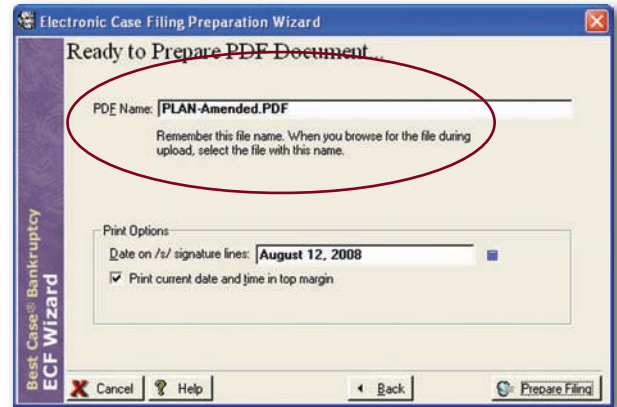 Electronic Case Filing Preparation Wizard
Ready to Prepare PDF Document...
PDF Name: PLAN-Amended.PDF
Remember this file name. When you browse for the file during
upload, select the file with this name.
Print Options
Date on /s/ signature lines: August 12, 2008
Print current date and time in top margin
Best Case® Bankruptcy
ECF Wizard
Cancel
Help
Back
Prepare Filing